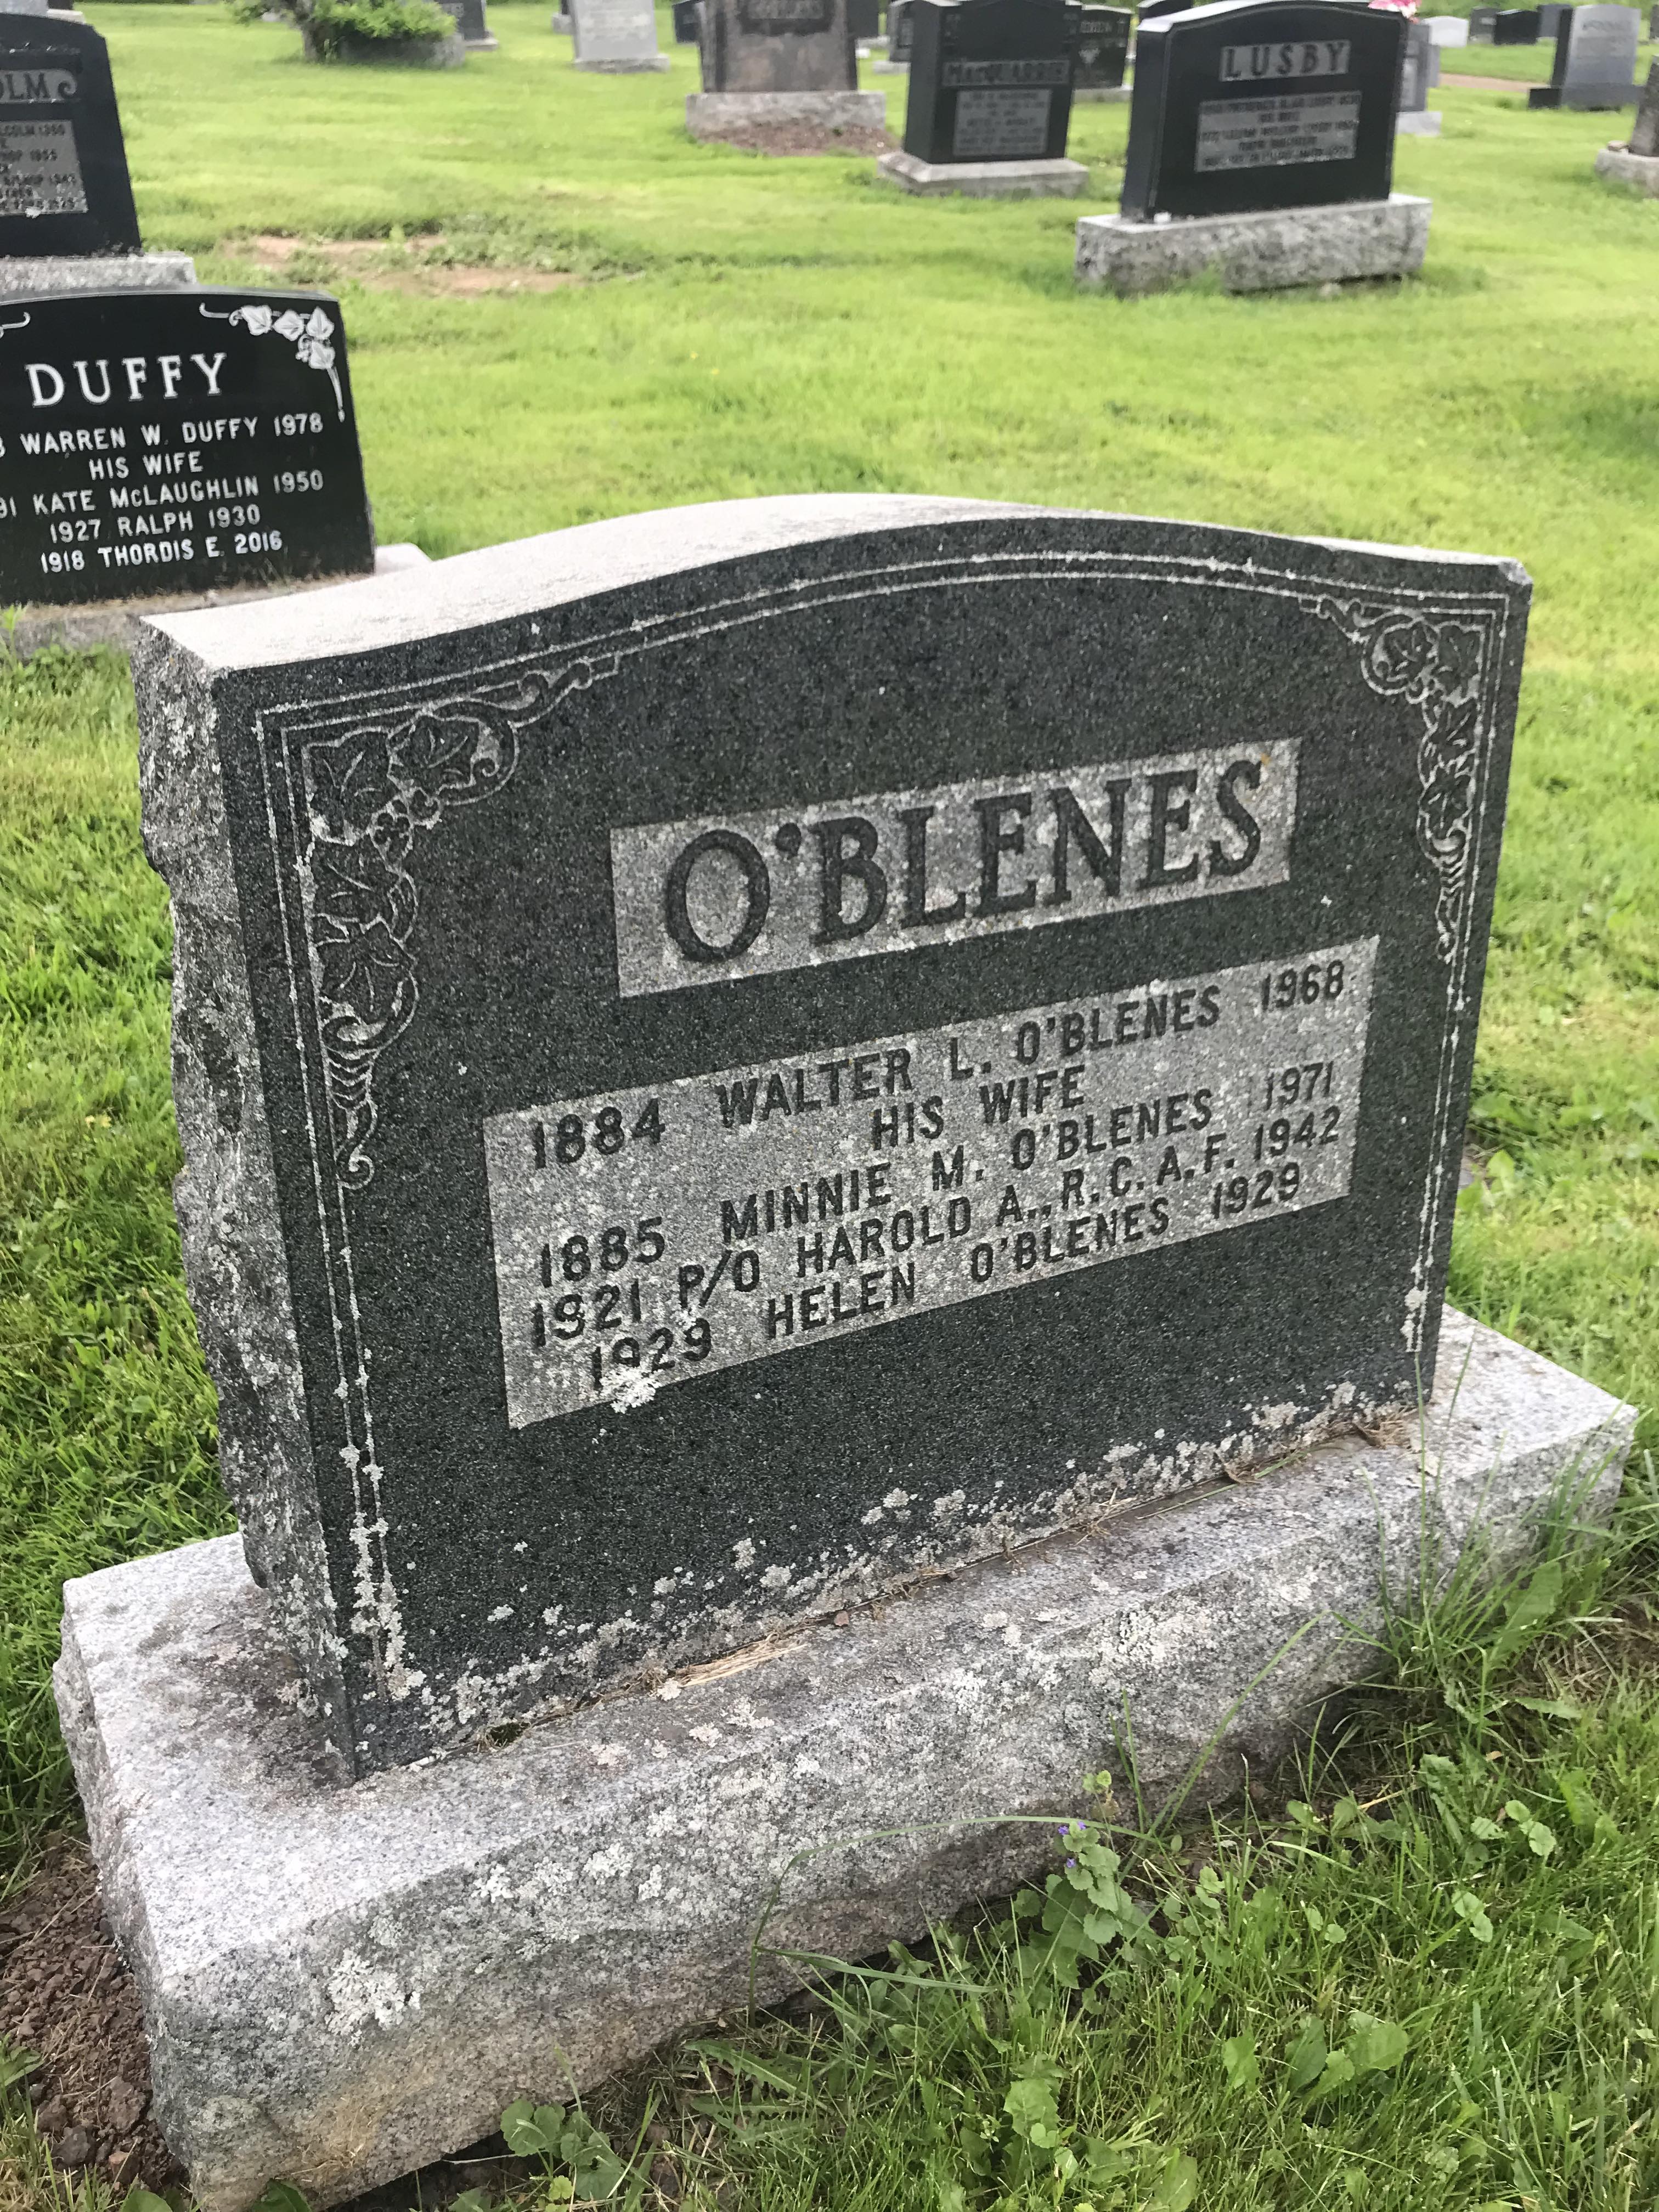 LUSBY
DUFFY
WARREN W. DUFFY 1978
HIS WIFE
KATE McLAUGHLIN 1950
1927 RALPH 1930
1918 THORDIS E. 2016
O'BLENES
1884 WALTER L. O'BLENES 1968
HIS WIFE
1885 MINNIE M. O'BLENES 1971
1921 P/O HAROLD A., R.C.A.F. 1942
1929 HELEN O'BLENES 1929